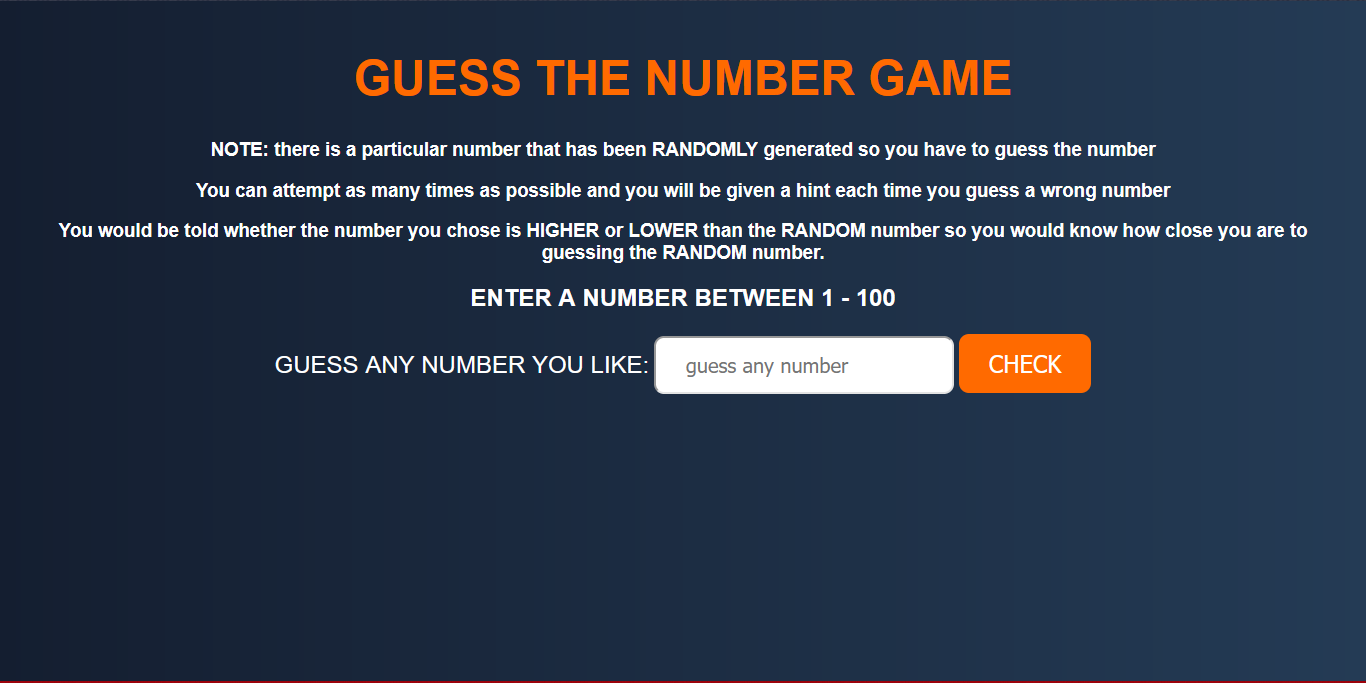 GUESS THE NUMBER GAME
NOTE: there is a particular number that has been RANDOMLY generated so you have to guess the number
You can attempt as many times as possible and you will be given a hint each time you guess a wrong number
You would be told whether the number you chose is HIGHER or LOWER than the RANDOM number so you would know how close you are to
guessing the RANDOM number.
ENTER A NUMBER BETWEEN 1 - 100
GUESS ANY NUMBER YOU LIKE: guess any number CHECK